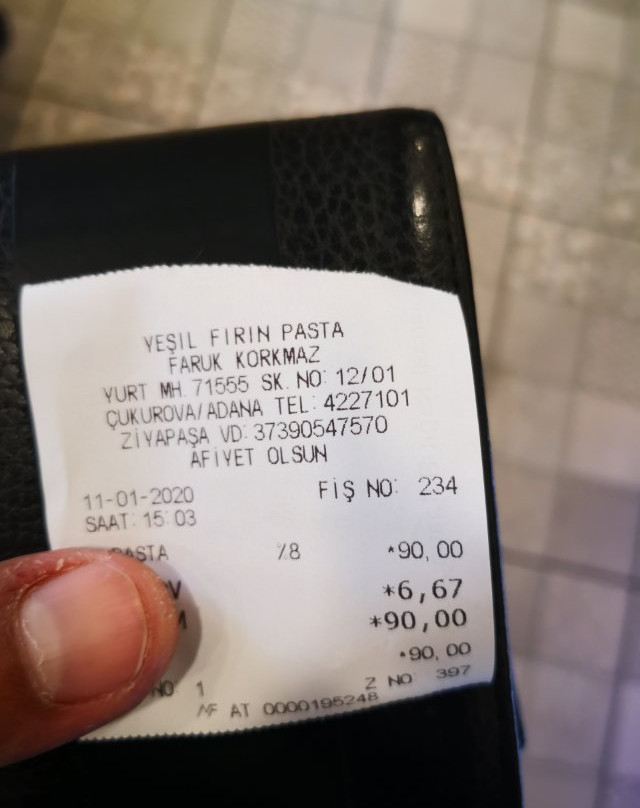 YEŞİL FIRIN PASTA
FARUK KORKMAZ
YURT MH. 71555 SK. NO: 12/01
ÇUKUROVA/ADANA TEL: 4227101
ZİYAPAŞA VD: 37390547570
AFİYET OLSUN
11-01-2020 FİŞ NO: 234
SAAT: 15:03
PASTA %8 *90,00
*6,67
*90,00
*90,00
NO: 1 Z NO 397
AT 0000195248